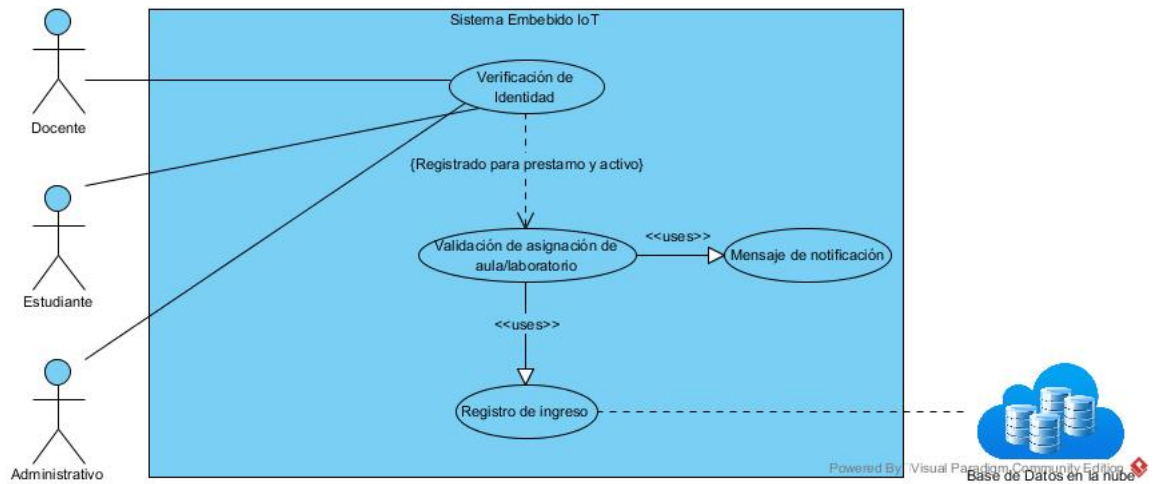 Sistema Embebido IoT
Verificación de
Identidad
Docente
{Registrado para prestamo y activo}
Estudiante
Validación de asignación de
aula/laboratorio
<<uses>>
Mensaje de notificación
<<uses>>
Registro de ingreso
Administrativo
Powered By Visual Paradigm Community Edition
Base de Datos en la nube